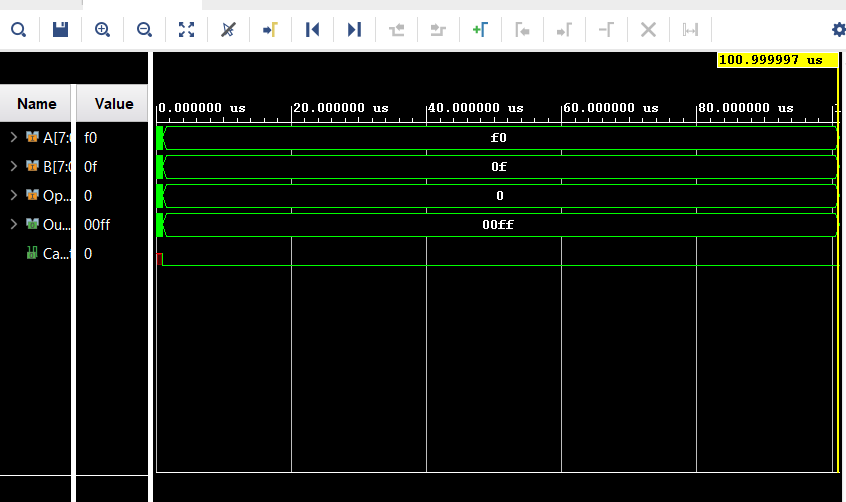 100.999997 us
Name Value
0.000000 us 20.000000 us 40.000000 us 60.000000 us 80.000000 us 1
A[7:0 f0 f0
B[7:0 0f 0f
Op... 0 0
Ou... 00ff 00ff
Ca...t 0